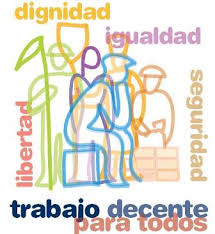 dignidad
igualdad
libertad
seguridad
trabajo decente
para todos